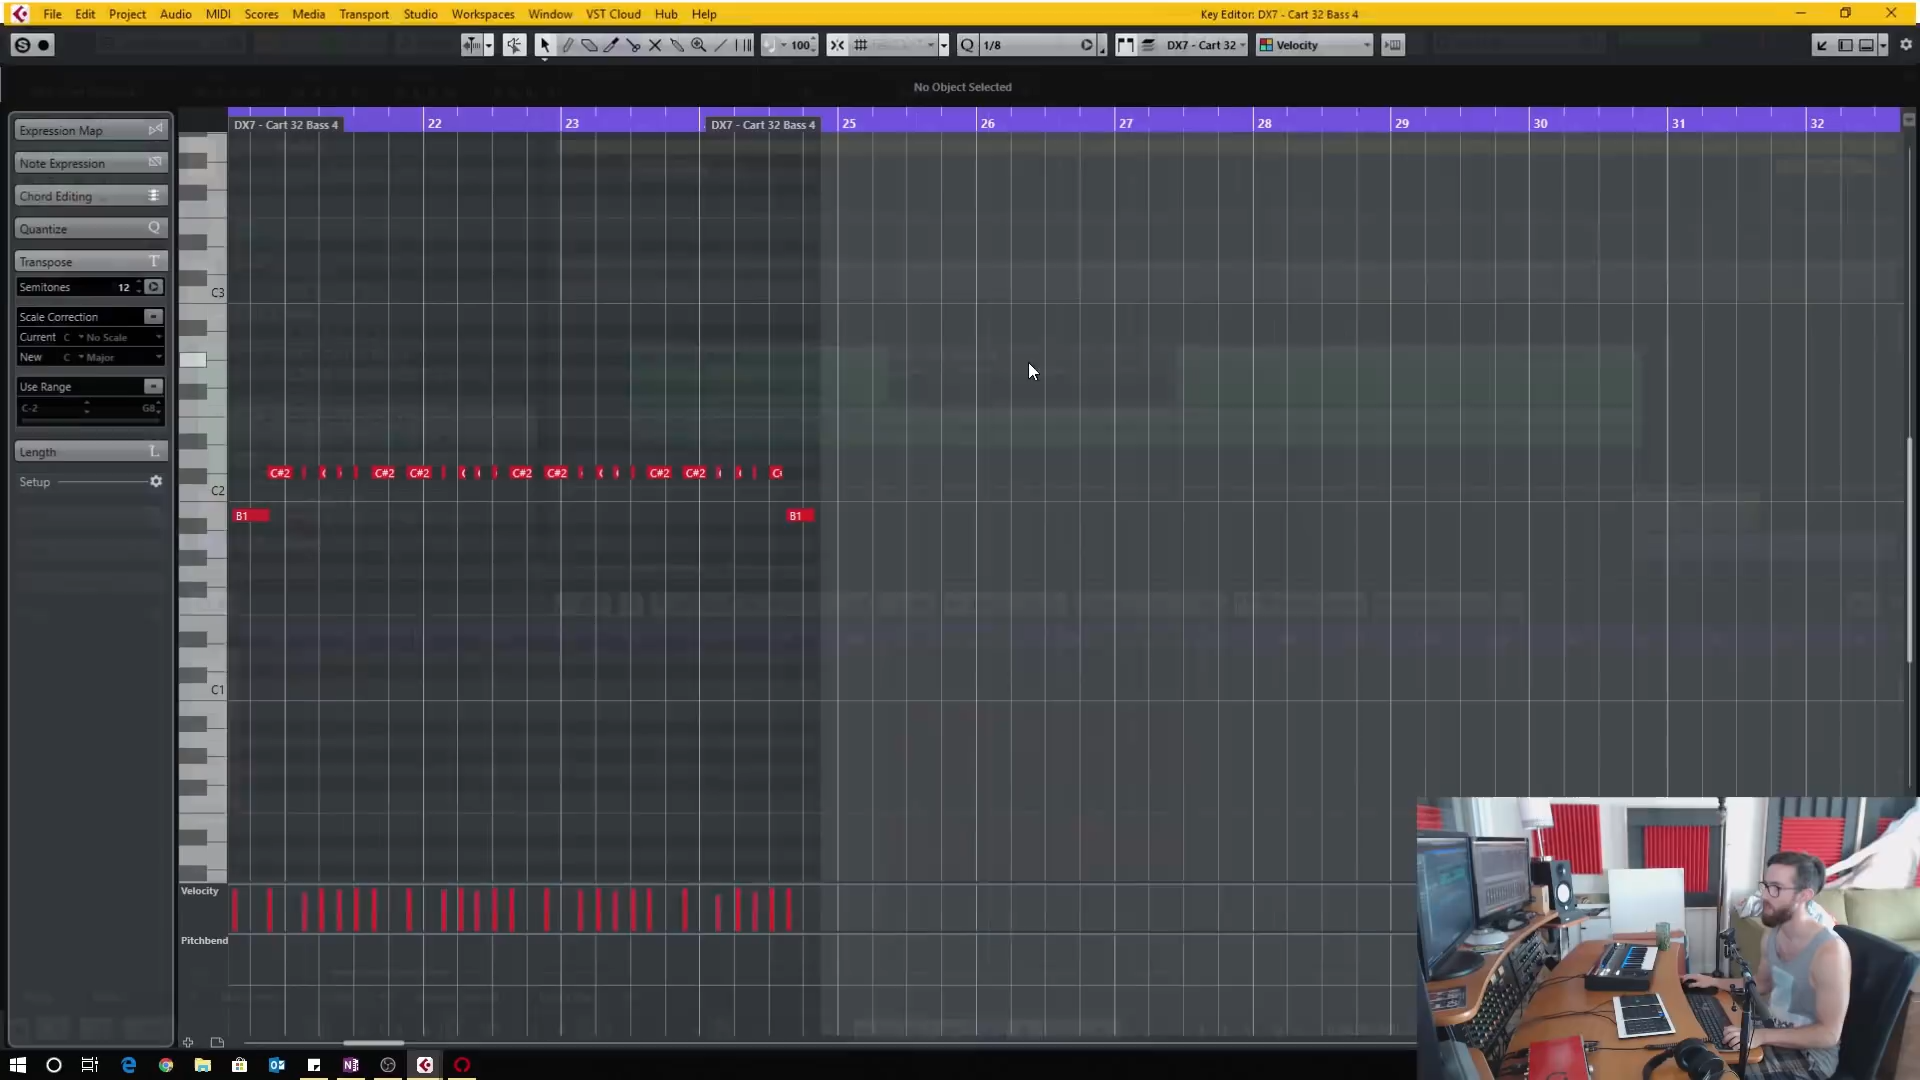 File Edit Project Audio MIDI Scores Media Transport Studio Workspaces Window VST Cloud Hub Help
Key Editor: DX7 - Cart 32 Bass 4
100 Q 1/8 DX7 - Cart 32 Velocity
No Object Selected
DX7 - Cart 32 Bass 4 22 23 DX7 - Cart 32 Bass 4 25 26 27 28 29 30 31 32
Expression Map
Note Expression
Chord Editing
Quantize Q
Transpose T
Semitones 12
Scale Correction
Current C No Scale
New C Major
Use Range
C-2 G8
Length L
Setup
C3
C#2 C#2 C#2 C#2 C#2 C#2 C#2
C2
B1 B1
C1
Velocity
Pitchbend